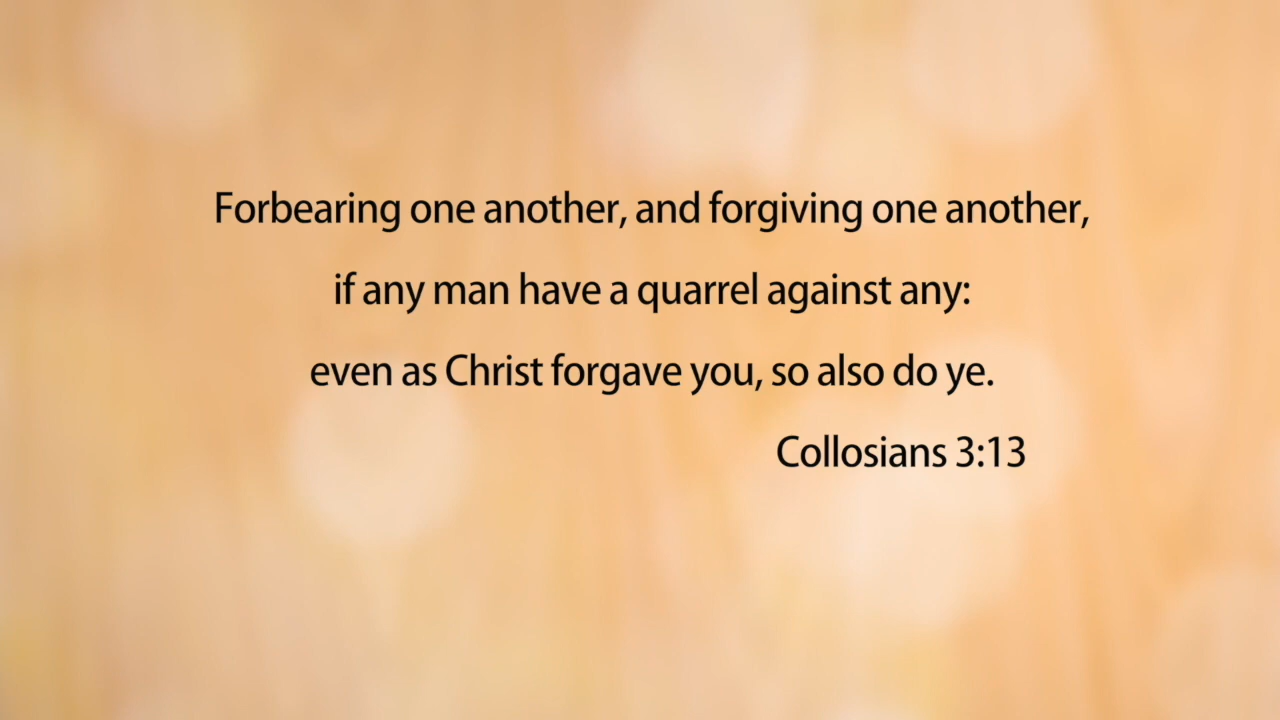 Forbearing one another, and forgiving one another,
if any man have a quarrel against any:
even as Christ forgave you, so also do ye.
Collosians 3:13